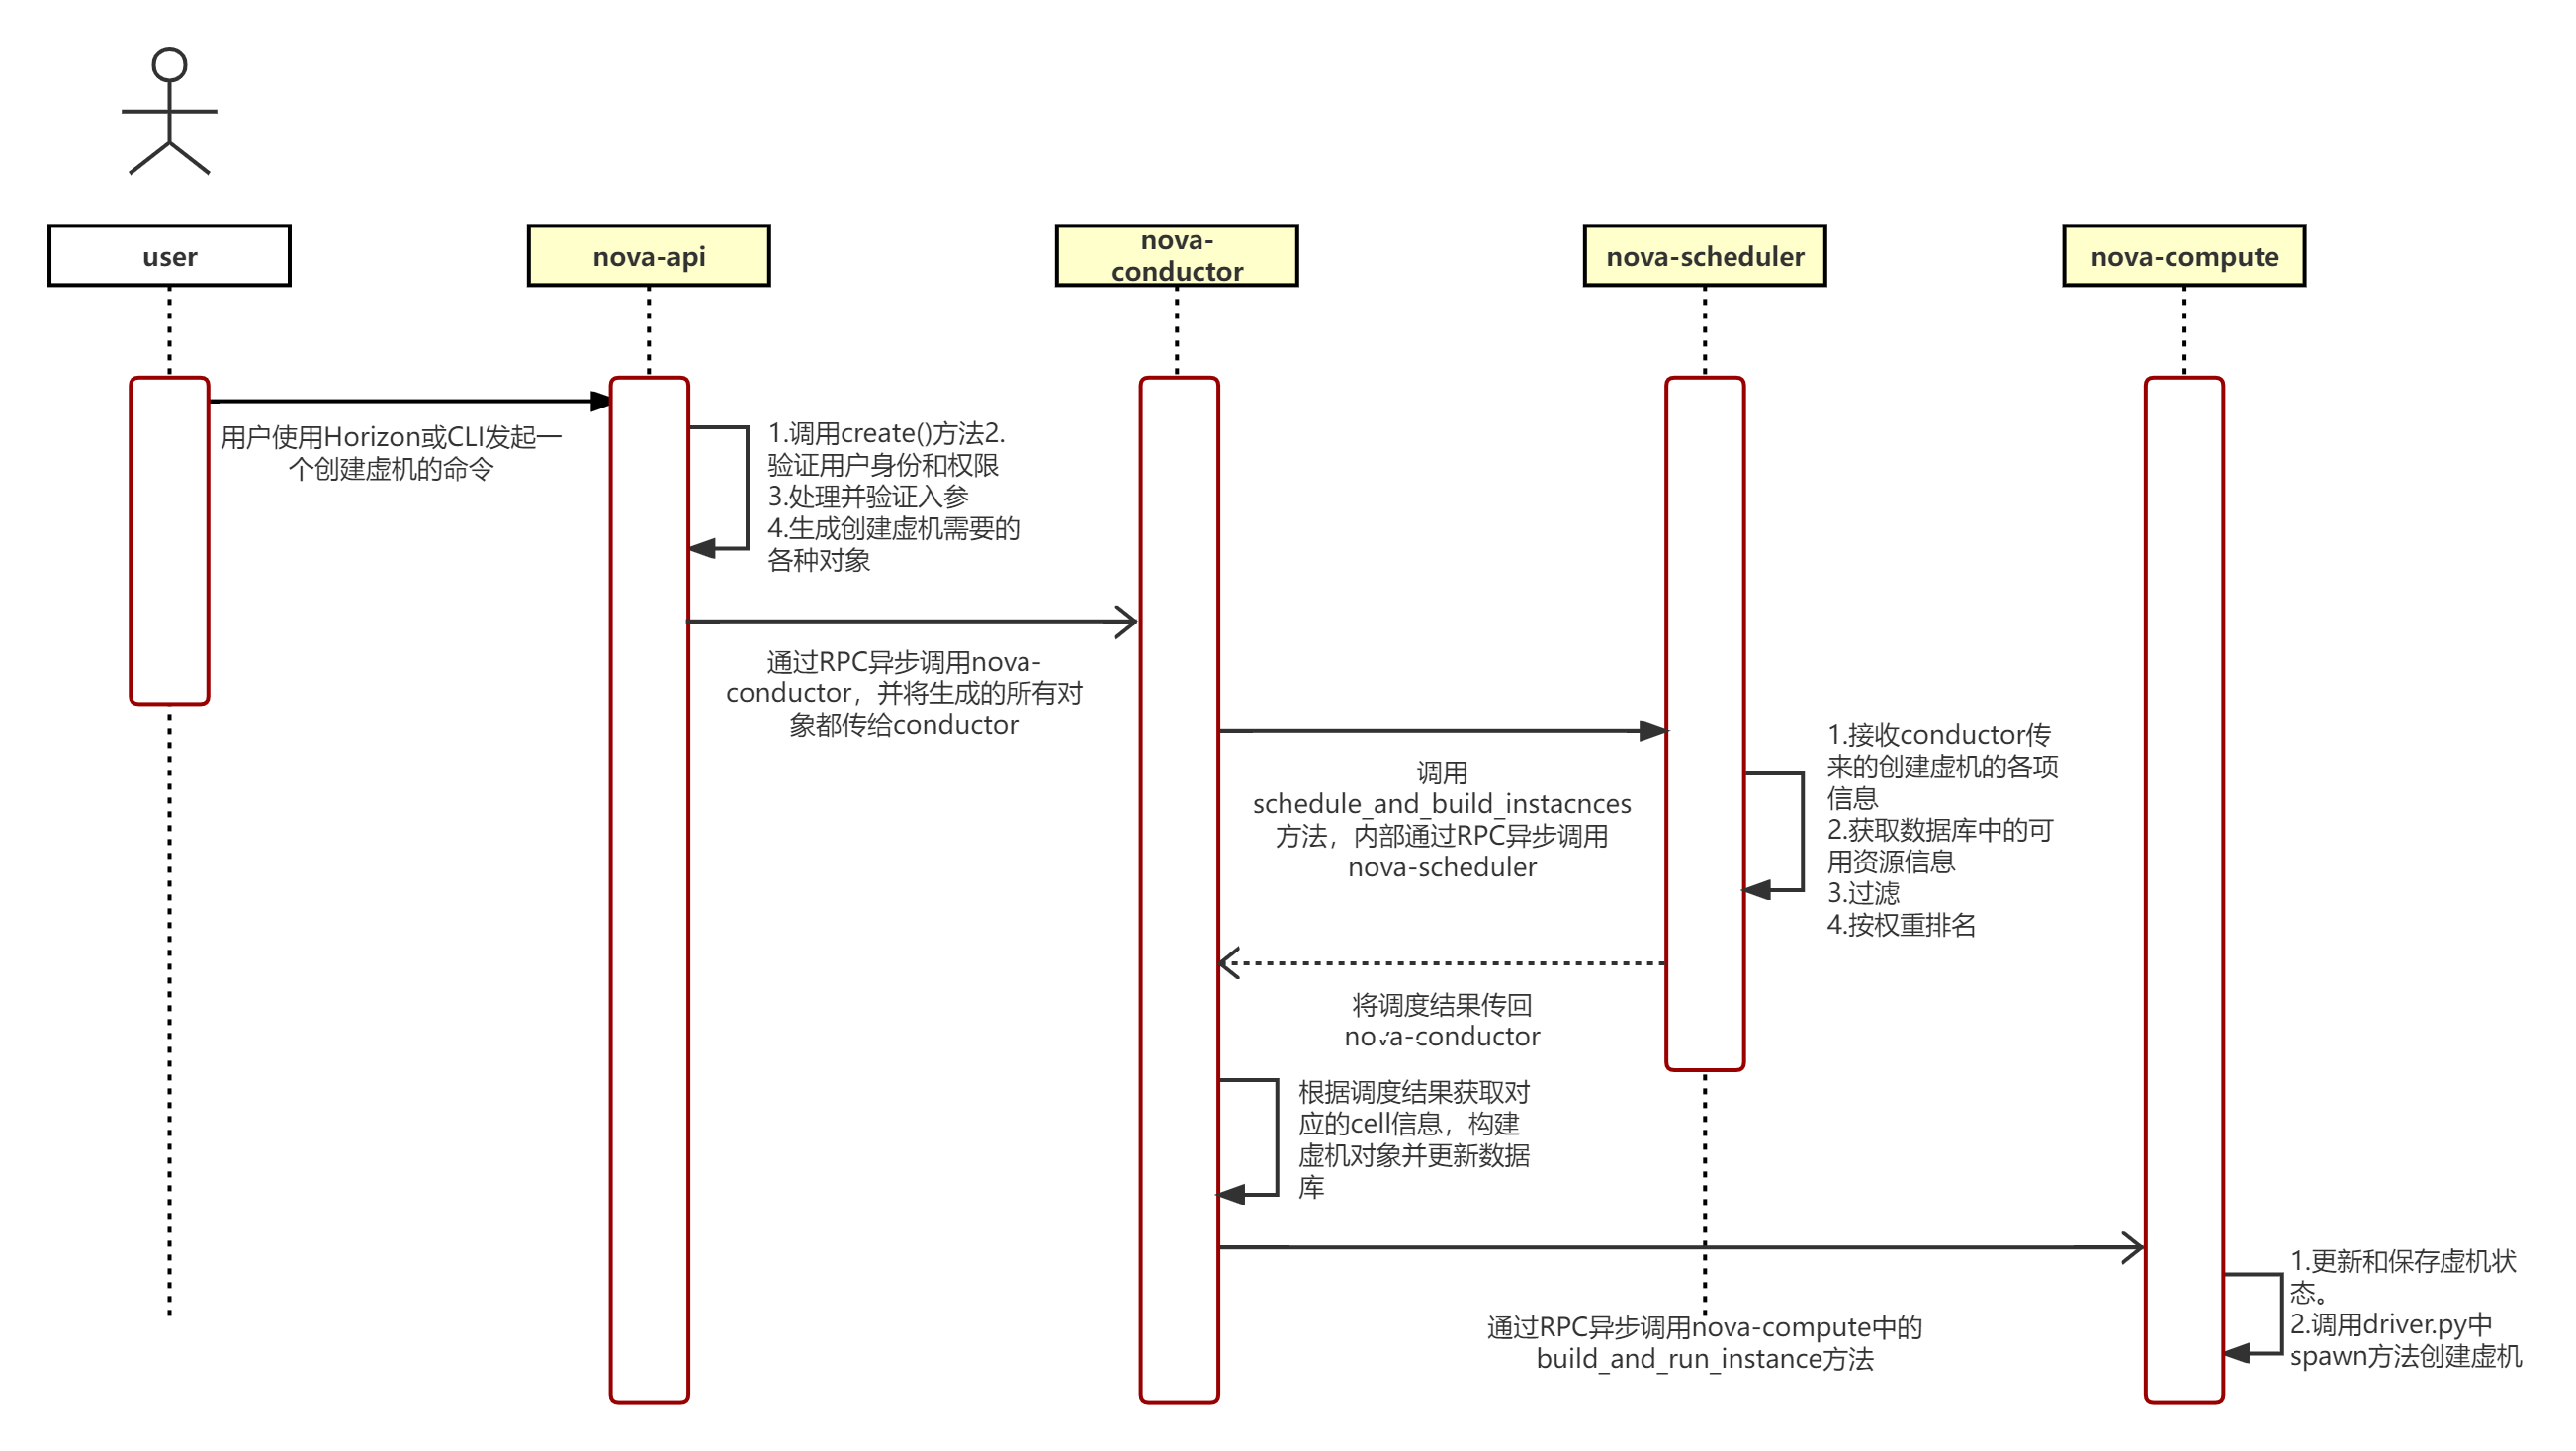 user
nova-api
nova-
conductor
nova-scheduler
nova-compute
用户使用Horizon或CLI发起一
个创建虚机的命令
1.调用create()方法2.
验证用户身份和权限
3.处理并验证入参
4.生成创建虚机需要的
各种对象
通过RPC异步调用nova-
conductor，并将生成的所有对
象都传给conductor
调用
schedule_and_build_instacnces
方法，内部通过RPC异步调用
nova-scheduler
1.接收conductor传
来的创建虚机的各项
信息
2.获取数据库中的可
用资源信息
3.过滤
4.按权重排名
将调度结果传回
nova-conductor
根据调度结果获取对
应的cell信息，构建
虚机对象并更新数据
库
通过RPC异步调用nova-compute中的
build_and_run_instance方法
1.更新和保存虚机状
态。
2.调用driver.py中
spawn方法创建虚机